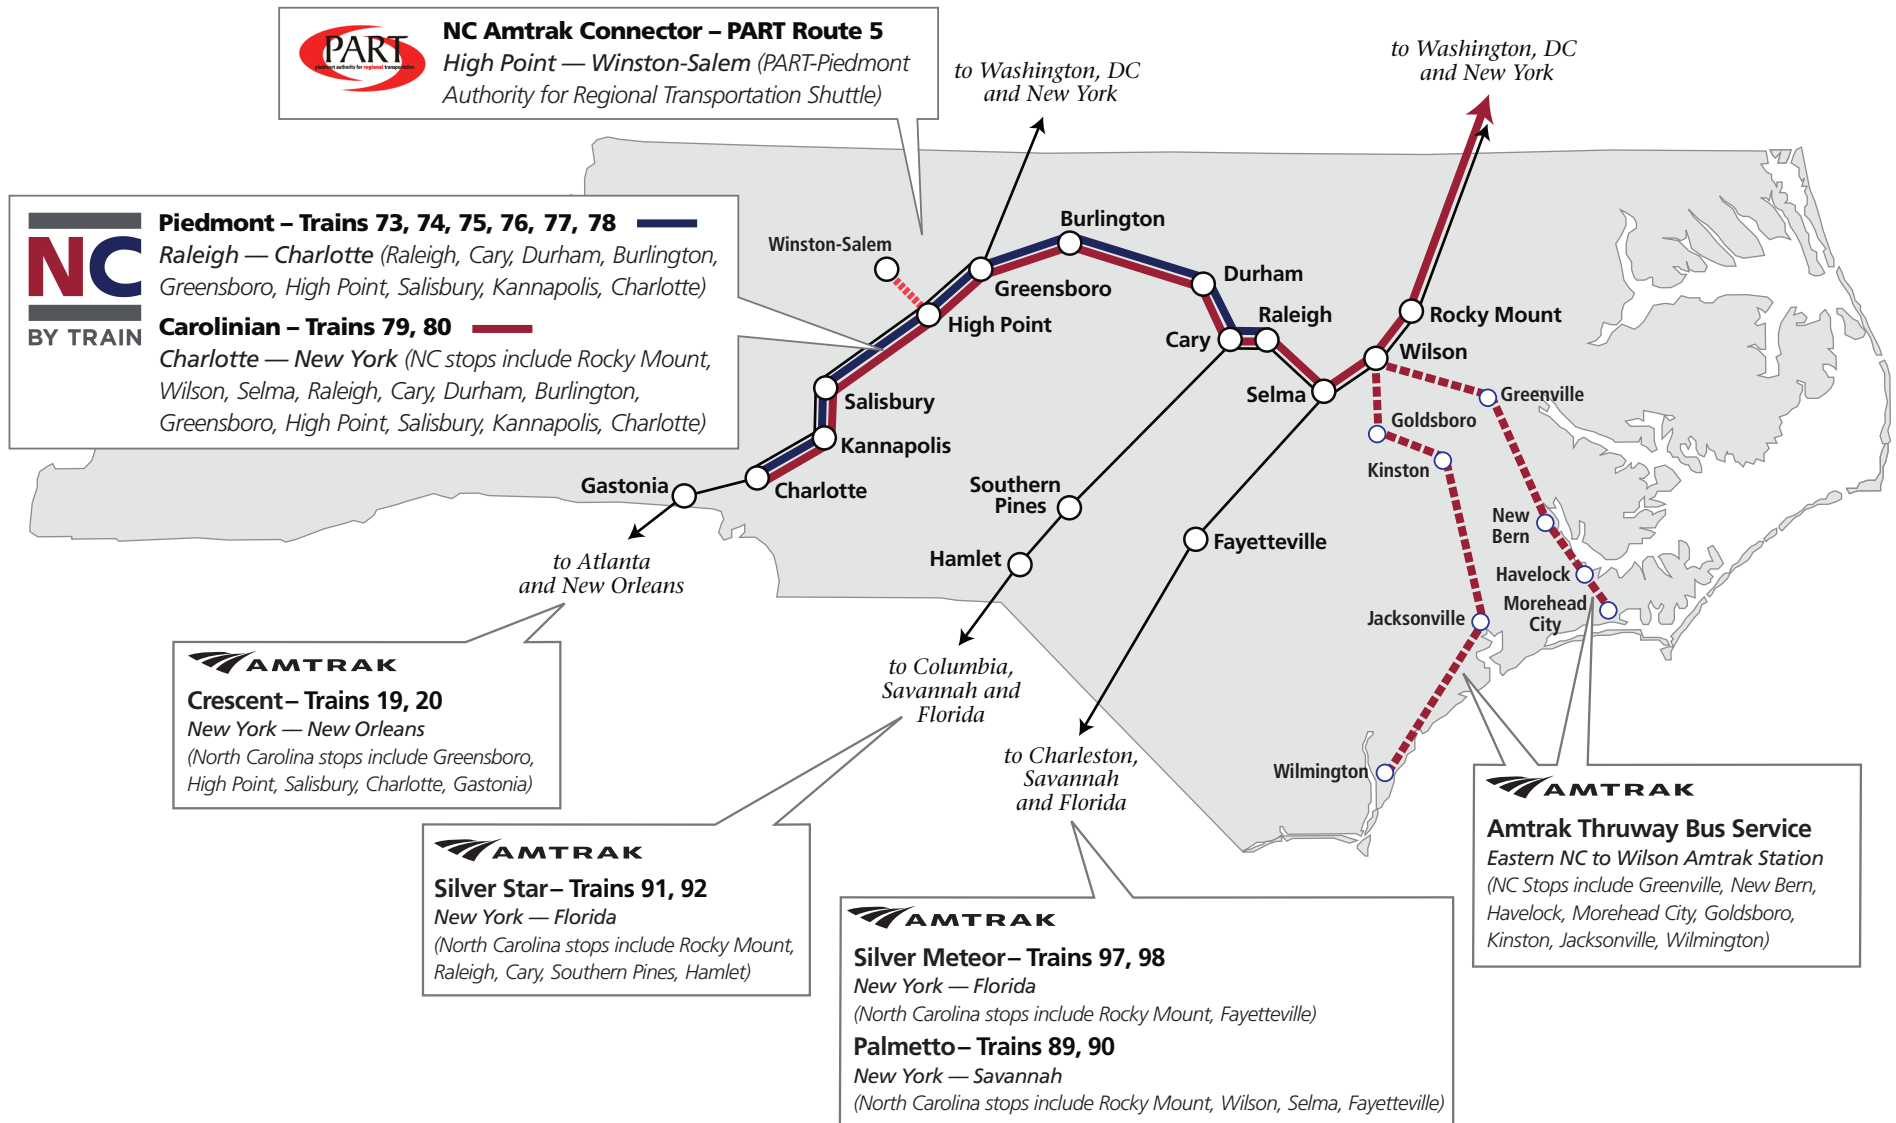 PART
piedmont authority for regional transportation
NC Amtrak Connector – PART Route 5
High Point — Winston-Salem (PART-Piedmont
Authority for Regional Transportation Shuttle)
to Washington, DC
and New York
to Washington, DC
and New York
NC
BY TRAIN
Piedmont – Trains 73, 74, 75, 76, 77, 78
Raleigh — Charlotte (Raleigh, Cary, Durham, Burlington,
Greensboro, High Point, Salisbury, Kannapolis, Charlotte)
Carolinian – Trains 79, 80
Charlotte — New York (NC stops include Rocky Mount,
Wilson, Selma, Raleigh, Cary, Durham, Burlington,
Greensboro, High Point, Salisbury, Kannapolis, Charlotte)
Winston-Salem
Burlington
Greensboro
Durham
High Point
Raleigh
Cary
Rocky Mount
Wilson
Selma
Salisbury
Kannapolis
Charlotte
Gastonia
Greenville
Goldsboro
Kinston
Southern
Pines
Hamlet
Fayetteville
New
Bern
Havelock
Morehead
City
Jacksonville
Wilmington
to Atlanta
and New Orleans
to Columbia,
Savannah and
Florida
to Charleston,
Savannah
and Florida
AMTRAK
Crescent – Trains 19, 20
New York — New Orleans
(North Carolina stops include Greensboro,
High Point, Salisbury, Charlotte, Gastonia)
AMTRAK
Silver Star – Trains 91, 92
New York — Florida
(North Carolina stops include Rocky Mount,
Raleigh, Cary, Southern Pines, Hamlet)
AMTRAK
Silver Meteor – Trains 97, 98
New York — Florida
(North Carolina stops include Rocky Mount, Fayetteville)
Palmetto – Trains 89, 90
New York — Savannah
(North Carolina stops include Rocky Mount, Wilson, Selma, Fayetteville)
AMTRAK
Amtrak Thruway Bus Service
Eastern NC to Wilson Amtrak Station
(NC Stops include Greenville, New Bern,
Havelock, Morehead City, Goldsboro,
Kinston, Jacksonville, Wilmington)